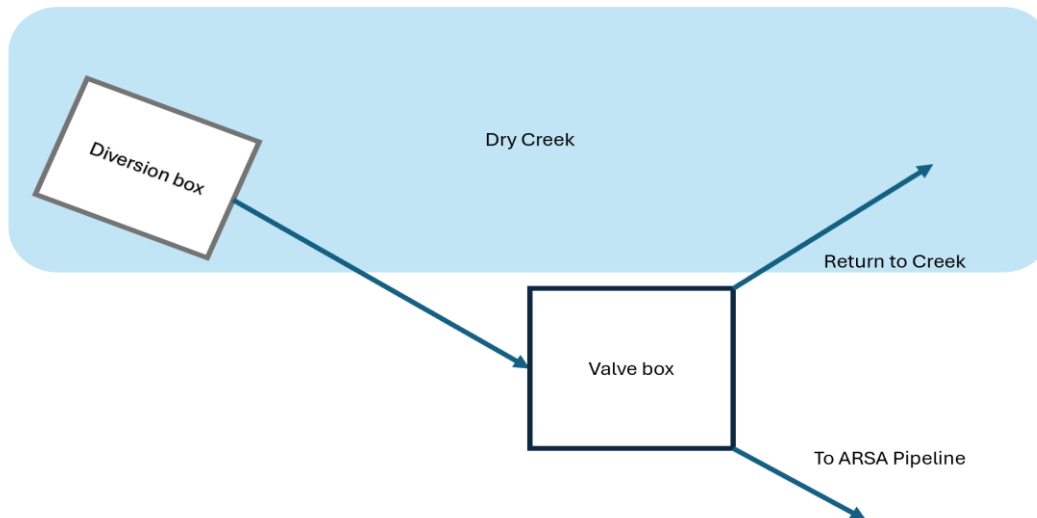 Dry Creek
Diversion box
Return to Creek
Valve box
To ARSA Pipeline